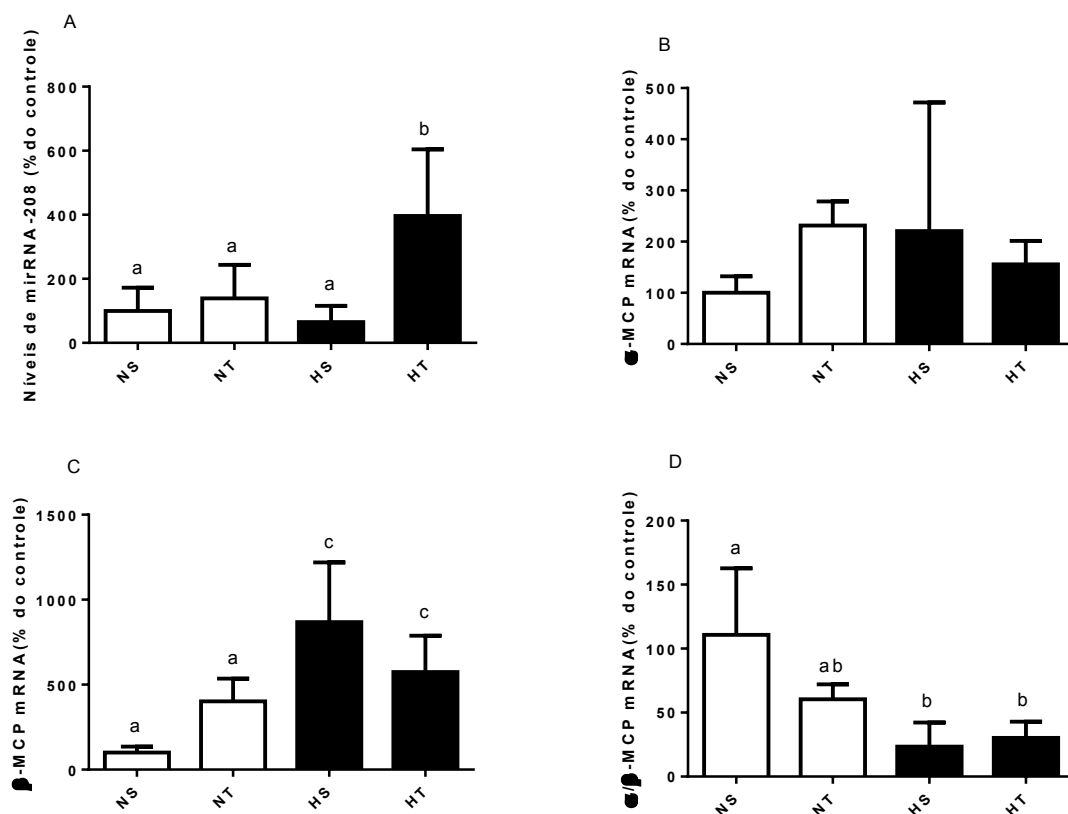 A
Níveis de mirRNA-208 (% do controle)
800
600
400
200
0
a
a
a
b
NS
NT
HS
HT
B
α-MCP mRNA(% do controle)
500
400
300
200
100
0
NS
NT
HS
HT
C
β-MCP mRNA(% do controle)
1500
1000
500
0
a
a
c
c
NS
NT
HS
HT
D
α/β-MCP mRNA(% do controle)
200
150
100
50
0
a
ab
b
b
NS
NT
HS
HT